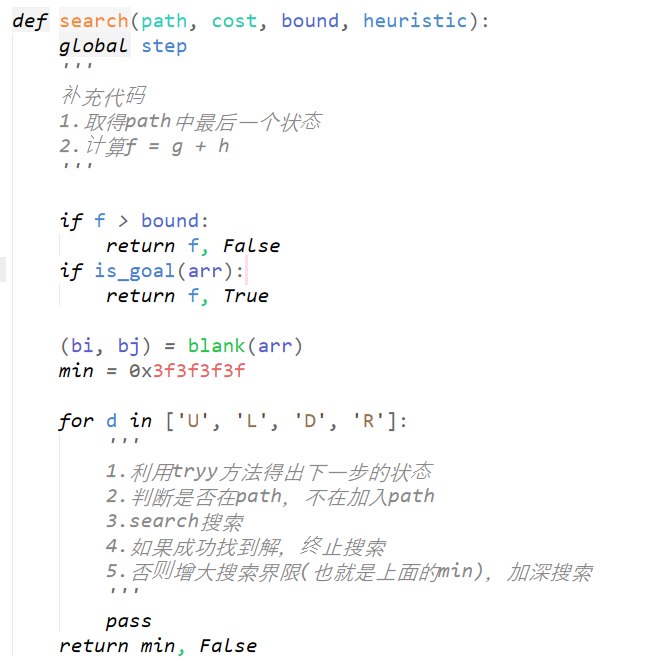 def search(path, cost, bound, heuristic):
    global step
    '''
    补充代码
    1.取得path中最后一个状态
    2.计算f = g + h
    '''

    if f > bound:
        return f, False
    if is_goal(arr):
        return f, True

    (bi, bj) = blank(arr)
    min = 0x3f3f3f3f

    for d in ['U', 'L', 'D', 'R']:
        '''
        1.利用tryy方法得出下一步的状态
        2.判断是否在path，不在加入path
        3.search搜索
        4.如果成功找到解，终止搜索
        5.否则增大搜索界限(也就是上面的min)，加深搜索
        '''
        pass
    return min, False